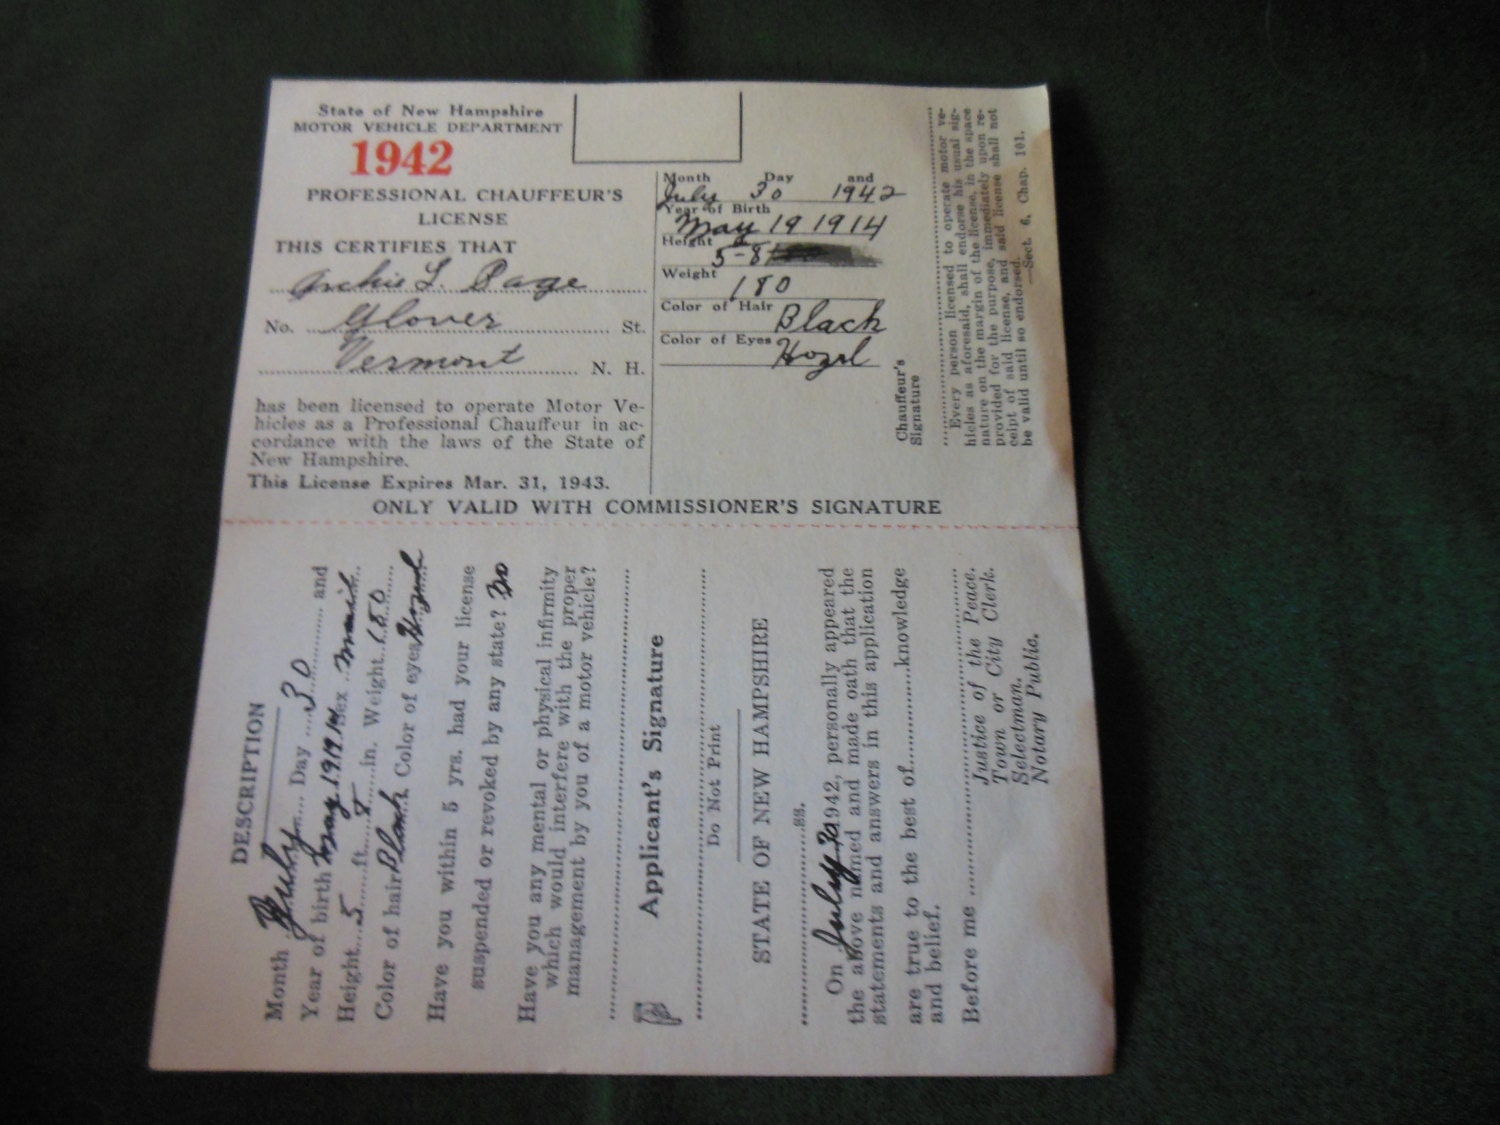 State of New Hampshire
MOTOR VEHICLE DEPARTMENT
1942
PROFESSIONAL CHAUFFEUR'S
LICENSE
THIS CERTIFIES THAT
Archie L. Page
No. Glover St.
Vermont N. H.
has been licensed to operate Motor Ve-
hicles as a Professional Chauffeur in ac-
cordance with the laws of the State of
New Hampshire.
This License Expires Mar. 31, 1943.
Month Day and
July 30 1942
Year of Birth
May 19 1914
Height 5-8
Weight 180
Color of Hair Black
Color of Eyes Hozel
Chauffeur's
Signature
Every person licensed to operate motor ve-
hicles as aforesaid, shall endorse his usual sig-
nature on the margin of the license, in the space
provided for the purpose, immediately upon re-
ceipt of said license, and said license shall not
be valid until so endorsed.
—Sect. 6, Chap. 101.
ONLY VALID WITH COMMISSIONER'S SIGNATURE
DESCRIPTION
Month July Day 30 and
Year of birth May 19 1914 Sex
Height 5 ft. 8 in. Weight 180
Color of hair Black Color of eyes Hozel
Have you within 5 yrs. had your license
suspended or revoked by any state? No
Have you any mental or physical infirmity
which would interfere with the proper
management by you of a motor vehicle?
Applicant's Signature
Do Not Print
STATE OF NEW HAMPSHIRE
ss.
On July 30 1942, personally appeared
the above named and made oath that the
statements and answers in this application
are true to the best of knowledge
and belief.
Before me
Justice of the Peace.
Town or City Clerk.
Selectman.
Notary Public.